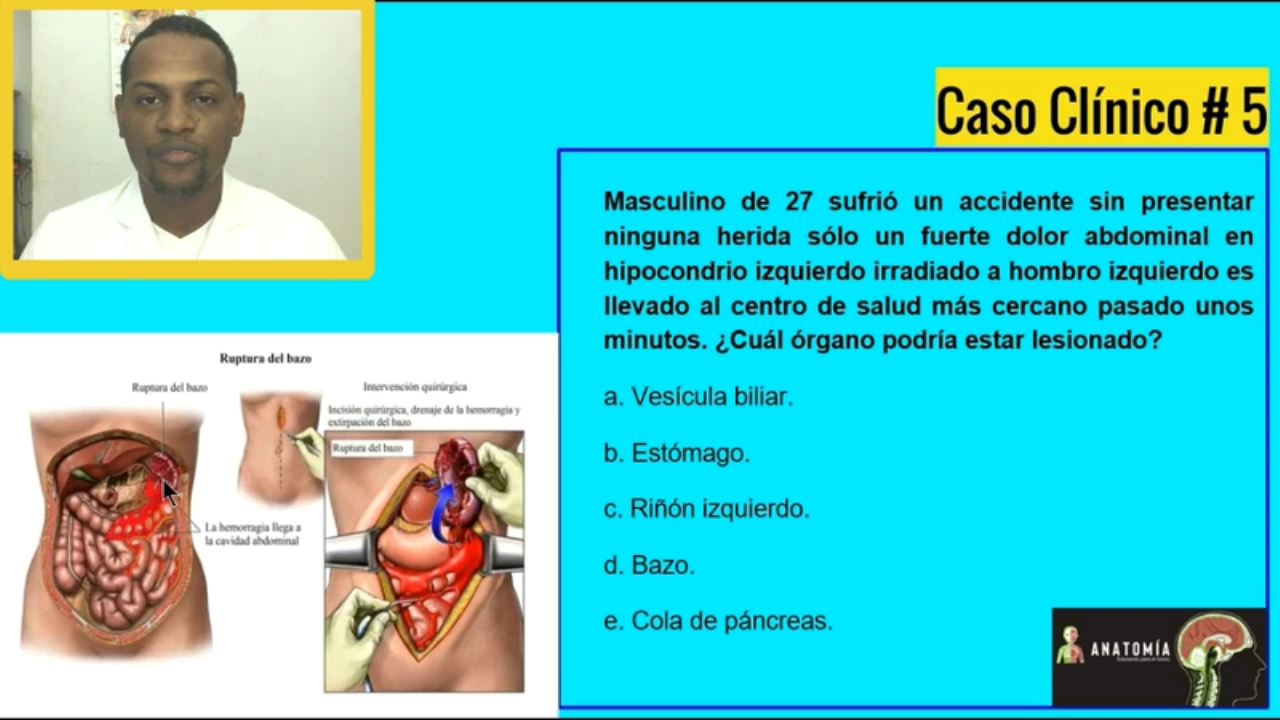 Caso Clínico # 5
Masculino de 27 sufrió un accidente sin presentar
ninguna herida sólo un fuerte dolor abdominal en
hipocondrio izquierdo irradiado a hombro izquierdo es
llevado al centro de salud más cercano pasado unos
minutos. ¿Cuál órgano podría estar lesionado?
a. Vesícula biliar.
b. Estómago.
c. Riñón izquierdo.
d. Bazo.
e. Cola de páncreas.
Ruptura del bazo
Ruptura del bazo
Intervención quirúrgica
Incisión quirúrgica, drenaje de la hemorragia y
extirpación del bazo
Ruptura del bazo
La hemorragia llega a
la cavidad abdominal
ANATOMÍA